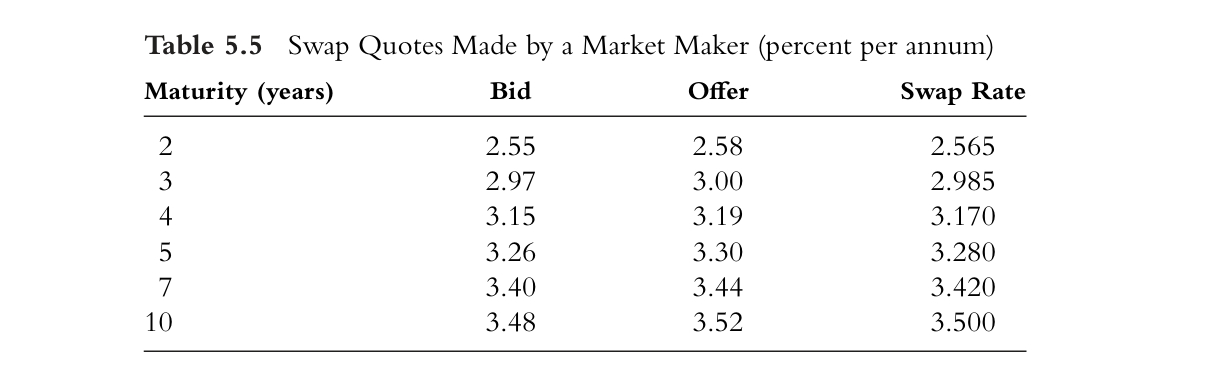 Table 5.5 Swap Quotes Made by a Market Maker (percent per annum)
Maturity (years) Bid Offer Swap Rate
2 2.55 2.58 2.565
3 2.97 3.00 2.985
4 3.15 3.19 3.170
5 3.26 3.30 3.280
7 3.40 3.44 3.420
10 3.48 3.52 3.500